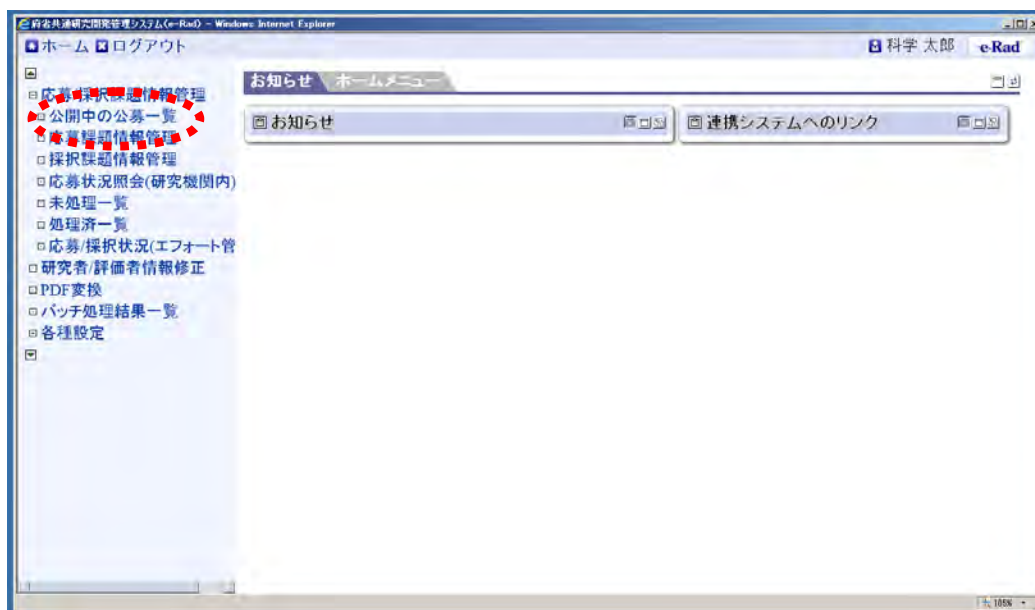 府省共通研究開発管理システム(e-Rad) - Windows Internet Explorer
ホーム ログアウト
科学 太郎 e-Rad
お知らせ ホームメニュー
応募/採択課題情報管理
公開中の公募一覧
応募課題情報管理
採択課題情報管理
応募状況照会(研究機関内)
未処理一覧
処理済一覧
応募/採択状況(エフォート管
研究者/評価者情報修正
PDF変換
バッチ処理結果一覧
各種設定
お知らせ
連携システムへのリンク
105%